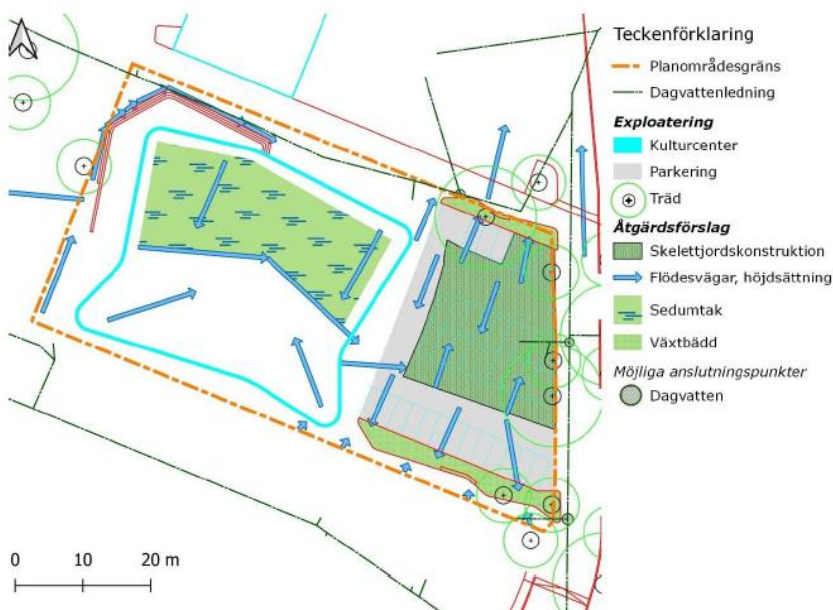 Teckenförklaring
Planområdesgräns
Dagvattenledning
Exploatering
Kulturcenter
Parkering
Träd
Åtgärdsförslag
Skelettjordskonstruktion
Flödesvägar, höjdsättning
Sedumtak
Växtbädd
Möjliga anslutningspunkter
Dagvatten
0 10 20 m